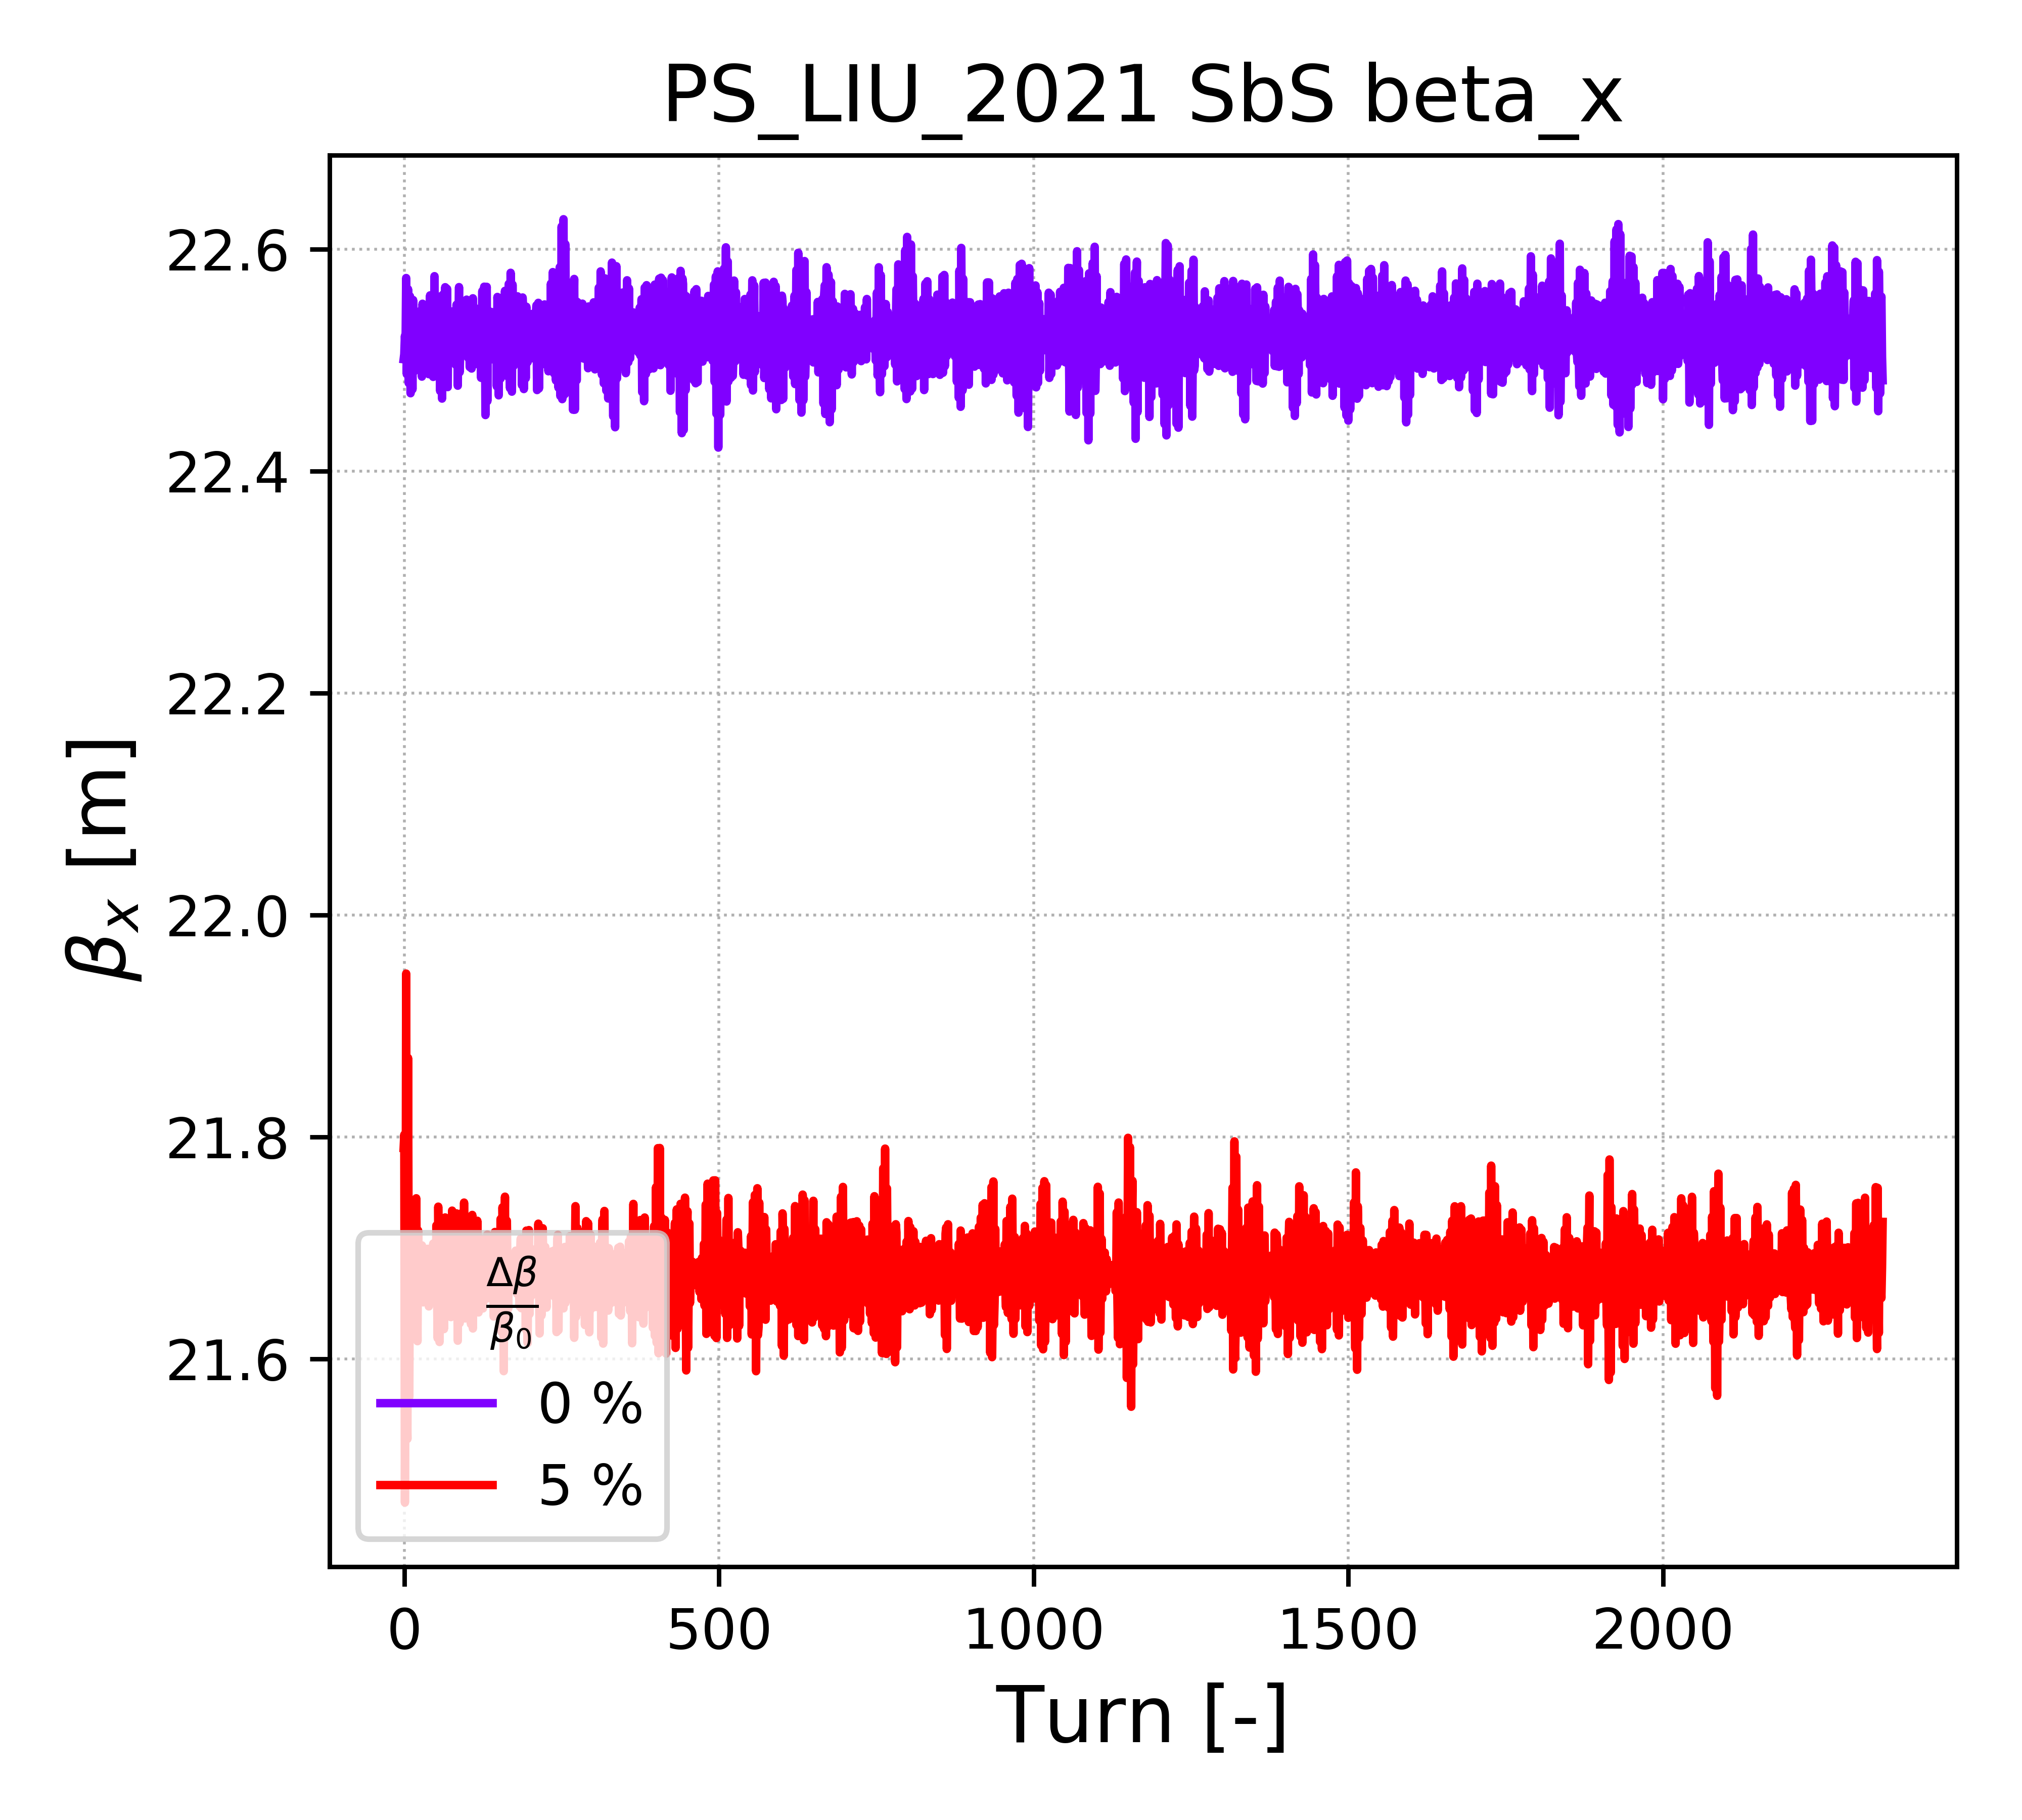 PS_LIU_2021 SbS beta_x
22.6
22.4
22.2
22.0
21.8
21.6
βx [m]
Δβ
β0
0 %
5 %
0 500 1000 1500 2000
Turn [-]